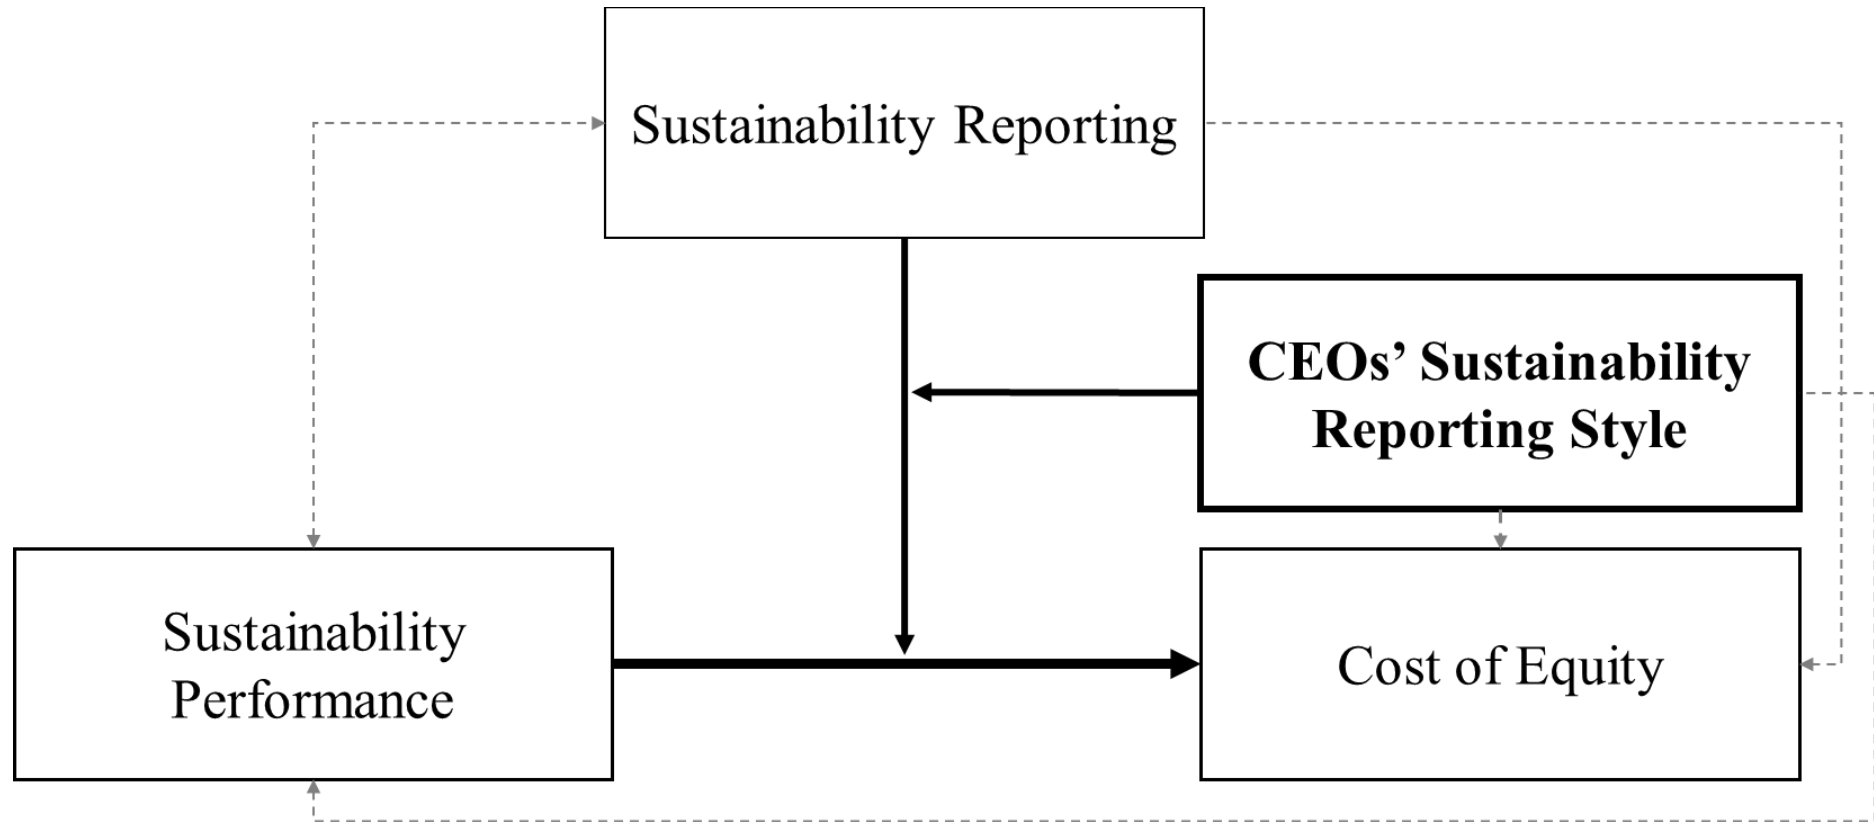 Sustainability Reporting
CEOs’ Sustainability
Reporting Style
Sustainability
Performance
Cost of Equity